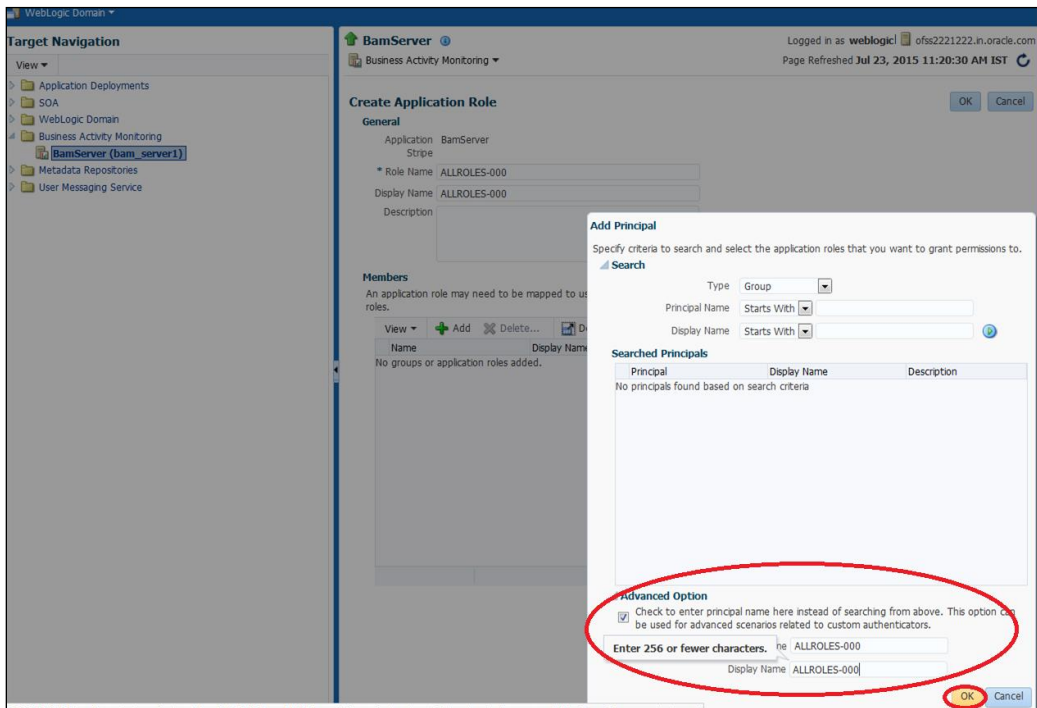 WebLogic Domain
Target Navigation
View
Application Deployments
SOA
WebLogic Domain
Business Activity Monitoring
BamServer (bam_server1)
Metadata Repositories
User Messaging Service
BamServer
Business Activity Monitoring
Logged in as weblogic ofss2221222.in.oracle.com
Page Refreshed Jul 23, 2015 11:20:30 AM IST
Create Application Role
OK Cancel
General
Application Stripe BamServer
* Role Name ALLROLES-000
Display Name ALLROLES-000
Description
Members
An application role may need to be mapped to us
roles.
View Add Delete... D
Name Display Name
No groups or application roles added.
Add Principal
Specify criteria to search and select the application roles that you want to grant permissions to.
Search
Type Group
Principal Name Starts With
Display Name Starts With
Searched Principals
Principal Display Name Description
No principals found based on search criteria
Advanced Option
Check to enter principal name here instead of searching from above. This option can
be used for advanced scenarios related to custom authenticators.
Enter 256 or fewer characters. me ALLROLES-000
Display Name ALLROLES-000
OK Cancel